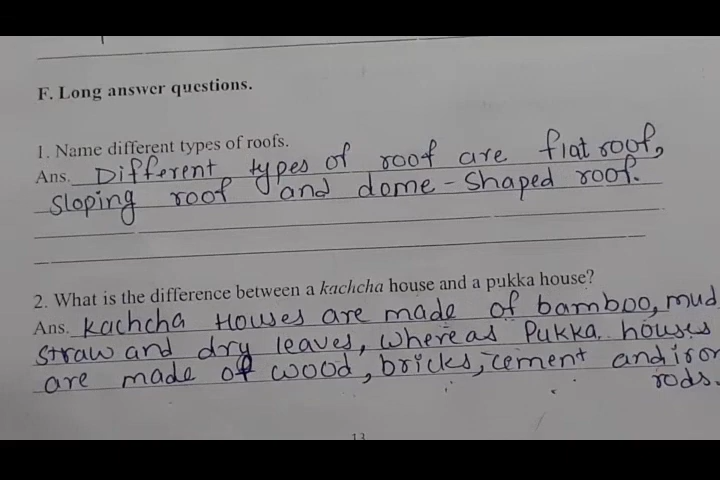 F. Long answer questions.
1. Name different types of roofs.
Ans. Different types of roof are flat roof,
Sloping roof and dome-shaped roof.
2. What is the difference between a kachcha house and a pukka house?
Ans. Kachcha Houses are made of bamboo, mud
straw and dry leaves, whereas Pukka houses
are made of wood, bricks, cement and iron
rods.
13